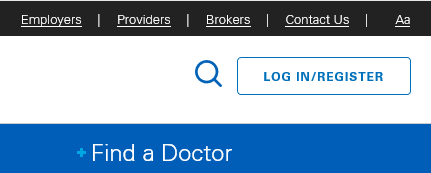 Employers | Providers | Brokers | Contact Us | Aa
LOG IN/REGISTER
+ Find a Doctor